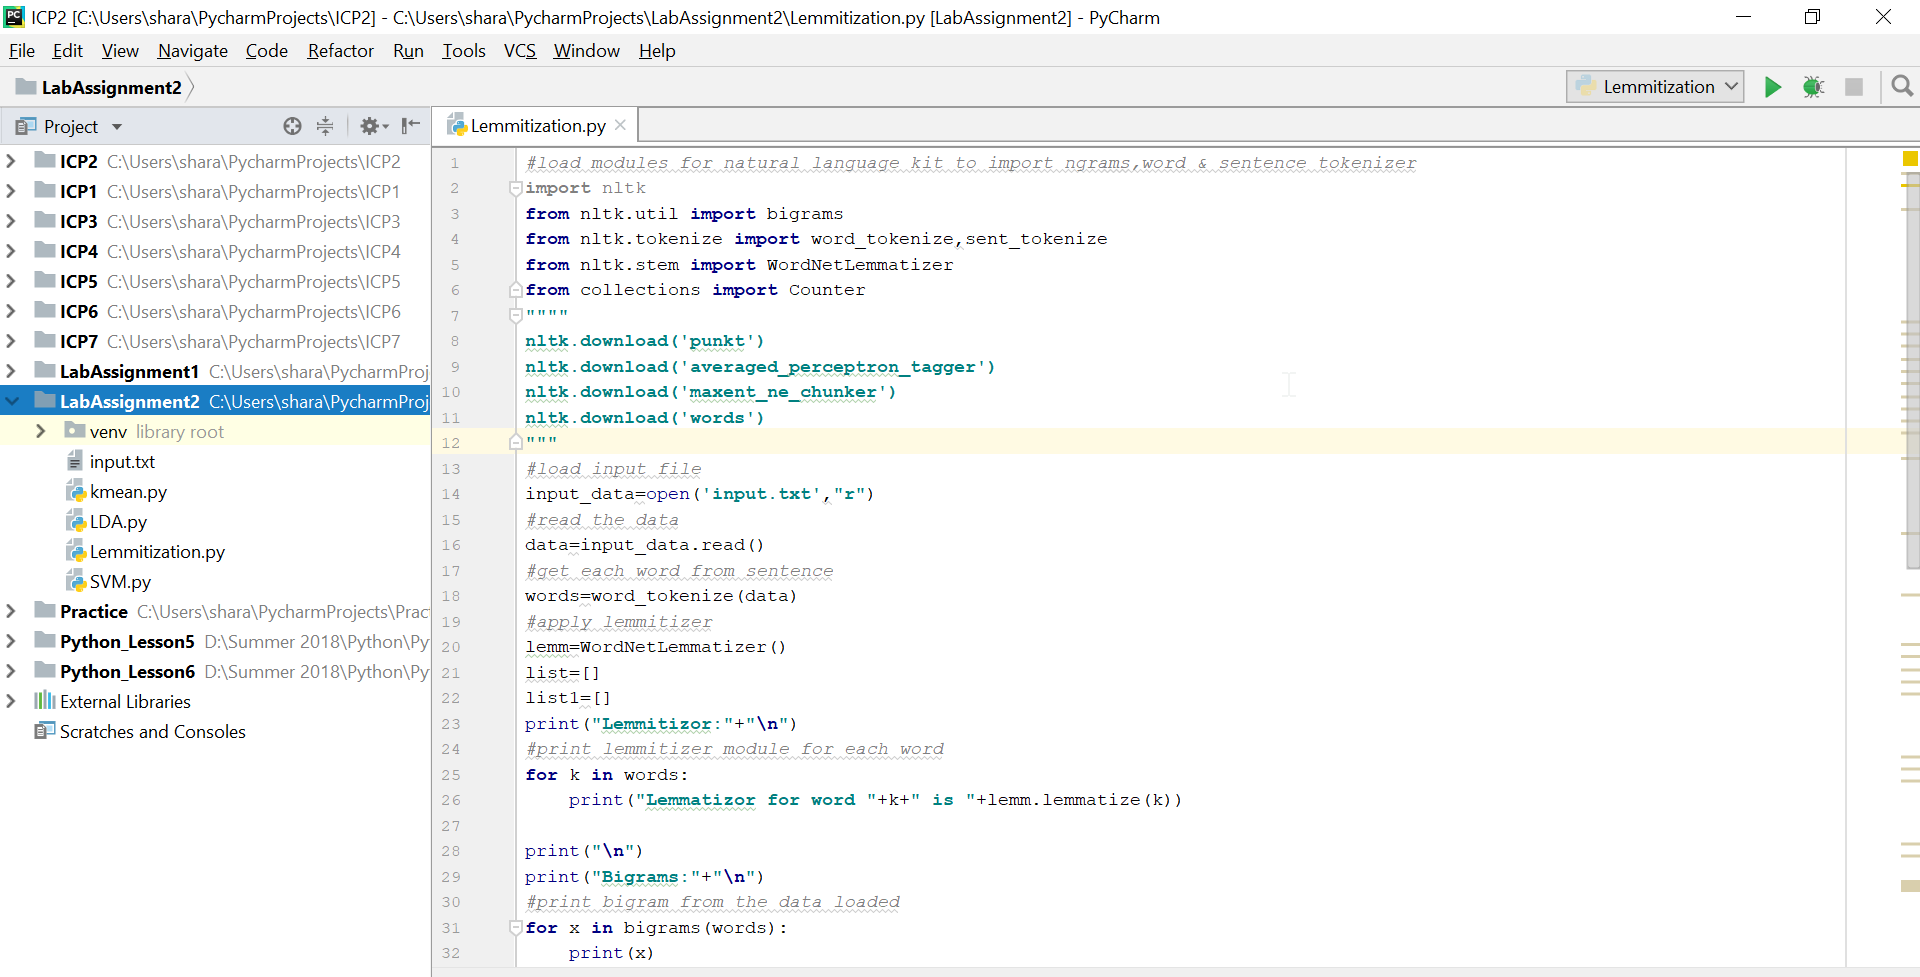 ICP2 [C:\Users\shara\PycharmProjects\ICP2] - C:\Users\shara\PycharmProjects\LabAssignment2\Lemmitization.py [LabAssignment2] - PyCharm
File Edit View Navigate Code Refactor Run Tools VCS Window Help
LabAssignment2
Lemmitization
Project
ICP2 C:\Users\shara\PycharmProjects\ICP2
ICP1 C:\Users\shara\PycharmProjects\ICP1
ICP3 C:\Users\shara\PycharmProjects\ICP3
ICP4 C:\Users\shara\PycharmProjects\ICP4
ICP5 C:\Users\shara\PycharmProjects\ICP5
ICP6 C:\Users\shara\PycharmProjects\ICP6
ICP7 C:\Users\shara\PycharmProjects\ICP7
LabAssignment1 C:\Users\shara\PycharmProj
LabAssignment2 C:\Users\shara\PycharmProj
venv library root
input.txt
kmean.py
LDA.py
Lemmitization.py
SVM.py
Practice C:\Users\shara\PycharmProjects\Prac
Python_Lesson5 D:\Summer 2018\Python\Py
Python_Lesson6 D:\Summer 2018\Python\Py
External Libraries
Scratches and Consoles
Lemmitization.py
1 #load modules for natural language kit to import ngrams,word & sentence tokenizer
2 import nltk
3 from nltk.util import bigrams
4 from nltk.tokenize import word_tokenize,sent_tokenize
5 from nltk.stem import WordNetLemmatizer
6 from collections import Counter
7 """"
8 nltk.download('punkt')
9 nltk.download('averaged_perceptron_tagger')
10 nltk.download('maxent_ne_chunker')
11 nltk.download('words')
12 """
13 #load input file
14 input_data=open('input.txt',"r")
15 #read the data
16 data=input_data.read()
17 #get each word from sentence
18 words=word_tokenize(data)
19 #apply lemmitizer
20 lemm=WordNetLemmatizer()
21 list=[]
22 list1=[]
23 print("Lemmitizor:"+"\n")
24 #print lemmitizer module for each word
25 for k in words:
26     print("Lemmatizor for word "+k+" is "+lemm.lemmatize(k))
27
28 print("\n")
29 print("Bigrams:"+"\n")
30 #print bigram from the data loaded
31 for x in bigrams(words):
32     print(x)